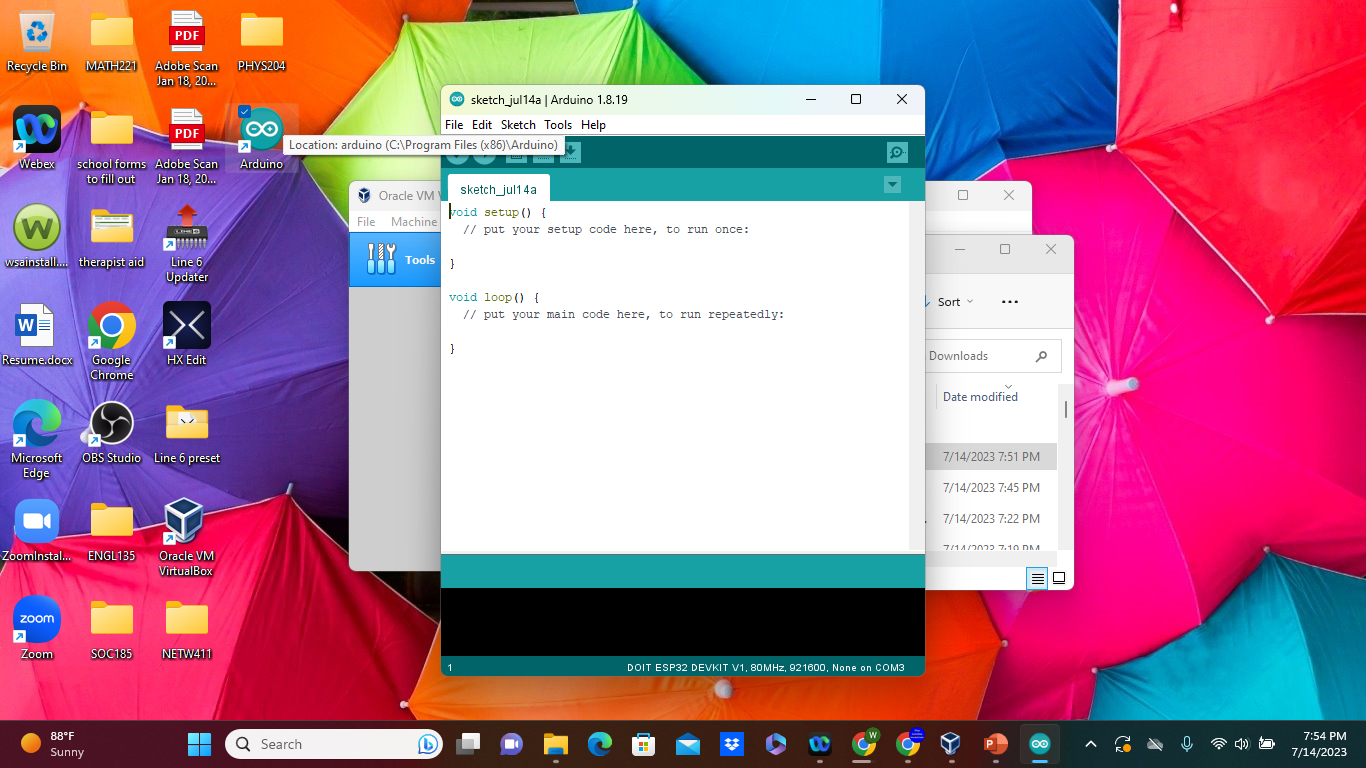 Recycle Bin
MATH221
Adobe Scan
Jan 18, 20...
PHYS204
Webex
school forms
to fill out
Adobe Scan
Jan 18, 20...
Arduino
Location: arduino (C:\Program Files (x86)\Arduino)
wsainstall....
therapist aid
Line 6
Updater
Resume.docx
Google
Chrome
HX Edit
Microsoft
Edge
OBS Studio
Line 6 preset
ZoomInstal...
ENGL135
Oracle VM
VirtualBox
Zoom
SOC185
NETW411
PDF
PDF
zoom
Oracle VM
File Machine
Tools
sketch_jul14a | Arduino 1.8.19
File Edit Sketch Tools Help
sketch_jul14a
void setup() {
// put your setup code here, to run once:
}
void loop() {
// put your main code here, to run repeatedly:
}
1
DOIT ESP32 DEVKIT V1, 80MHz, 921600, None on COM3
Sort
Downloads
Date modified
7/14/2023 7:51 PM
7/14/2023 7:45 PM
7/14/2023 7:22 PM
7/14/2023 7:19 PM
88°F
Sunny
Search
7:54 PM
7/14/2023